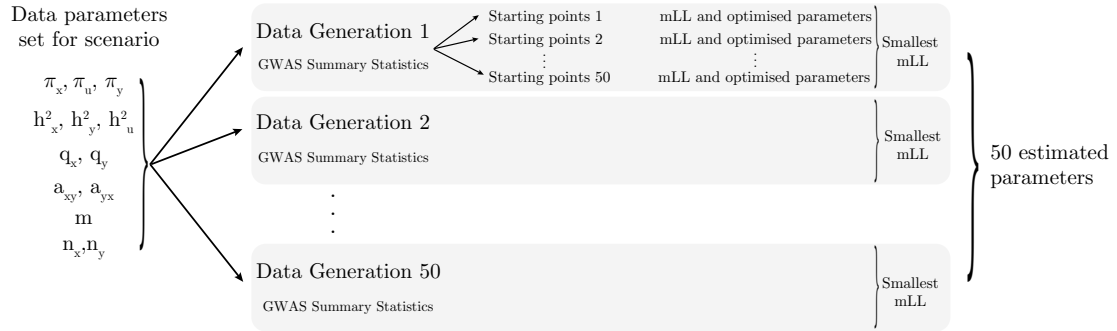 Data parameters
set for scenario
π_x, π_u, π_y
h²_x, h²_y, h²_u
q_x, q_y
a_xy, a_yx
m
n_x,n_y
Data Generation 1
GWAS Summary Statistics
Starting points 1
mLL and optimised parameters
Starting points 2
mLL and optimised parameters
⋮
⋮
Starting points 50
mLL and optimised parameters
Smallest
mLL
Data Generation 2
GWAS Summary Statistics
Smallest
mLL
⋮
Data Generation 50
GWAS Summary Statistics
Smallest
mLL
50 estimated
parameters